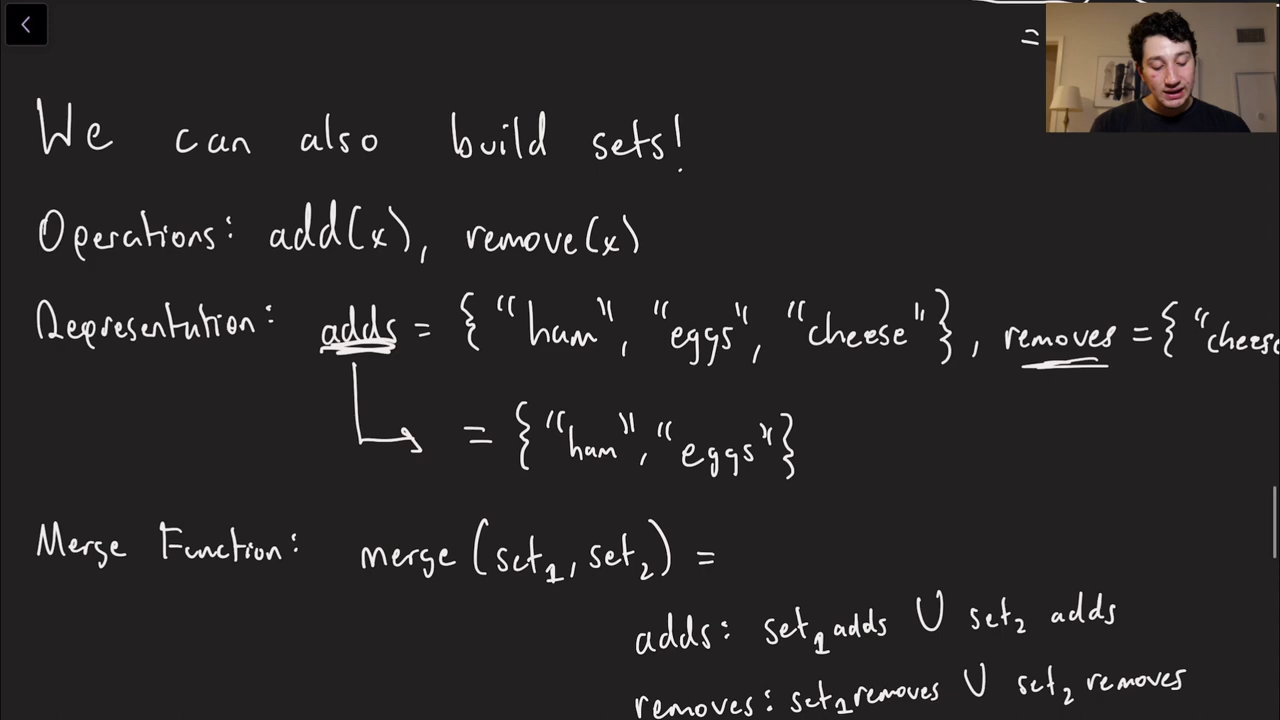 =
We can also build sets!
Operations: add(x), remove(x)
Representation: adds = {"ham", "eggs", "cheese"}, removes = {"cheese
= {"ham", "eggs"}
Merge Function: merge(set1, set2) =
adds: set1 adds ∪ set2 adds
removes: set1 removes ∪ set2 removes